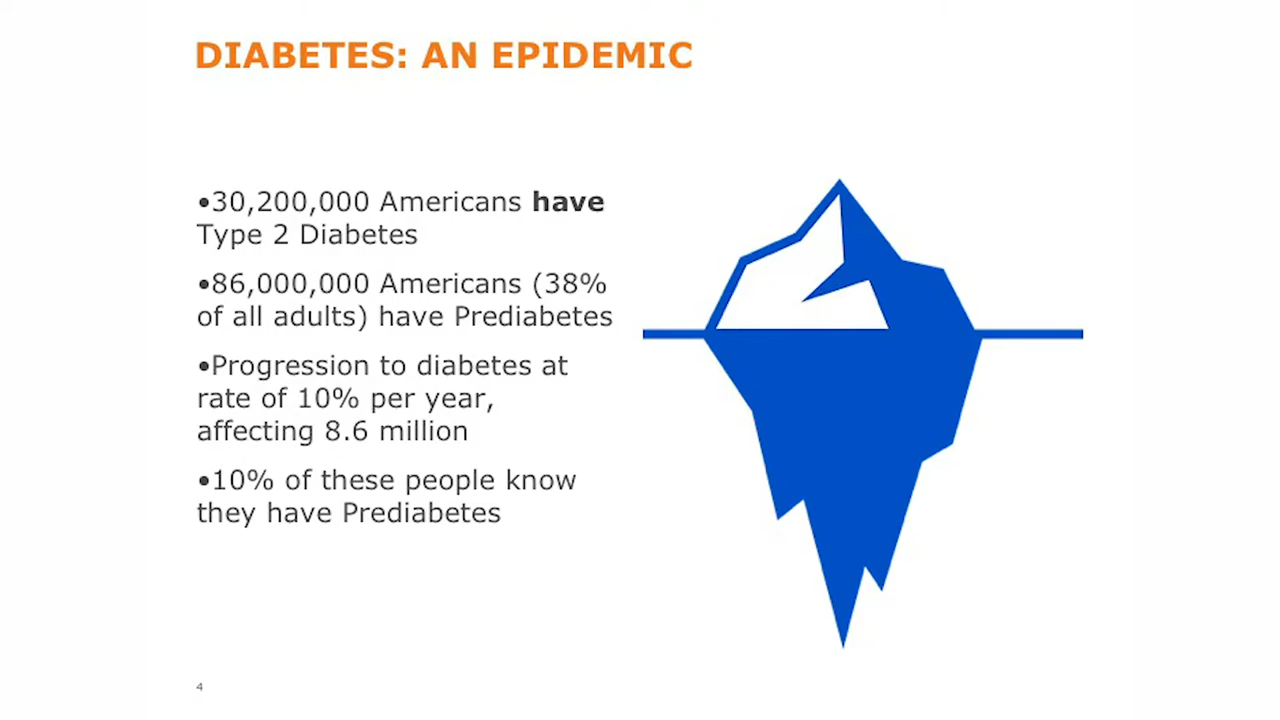 DIABETES: AN EPIDEMIC
•30,200,000 Americans have
Type 2 Diabetes
•86,000,000 Americans (38%
of all adults) have Prediabetes
•Progression to diabetes at
rate of 10% per year,
affecting 8.6 million
•10% of these people know
they have Prediabetes
4